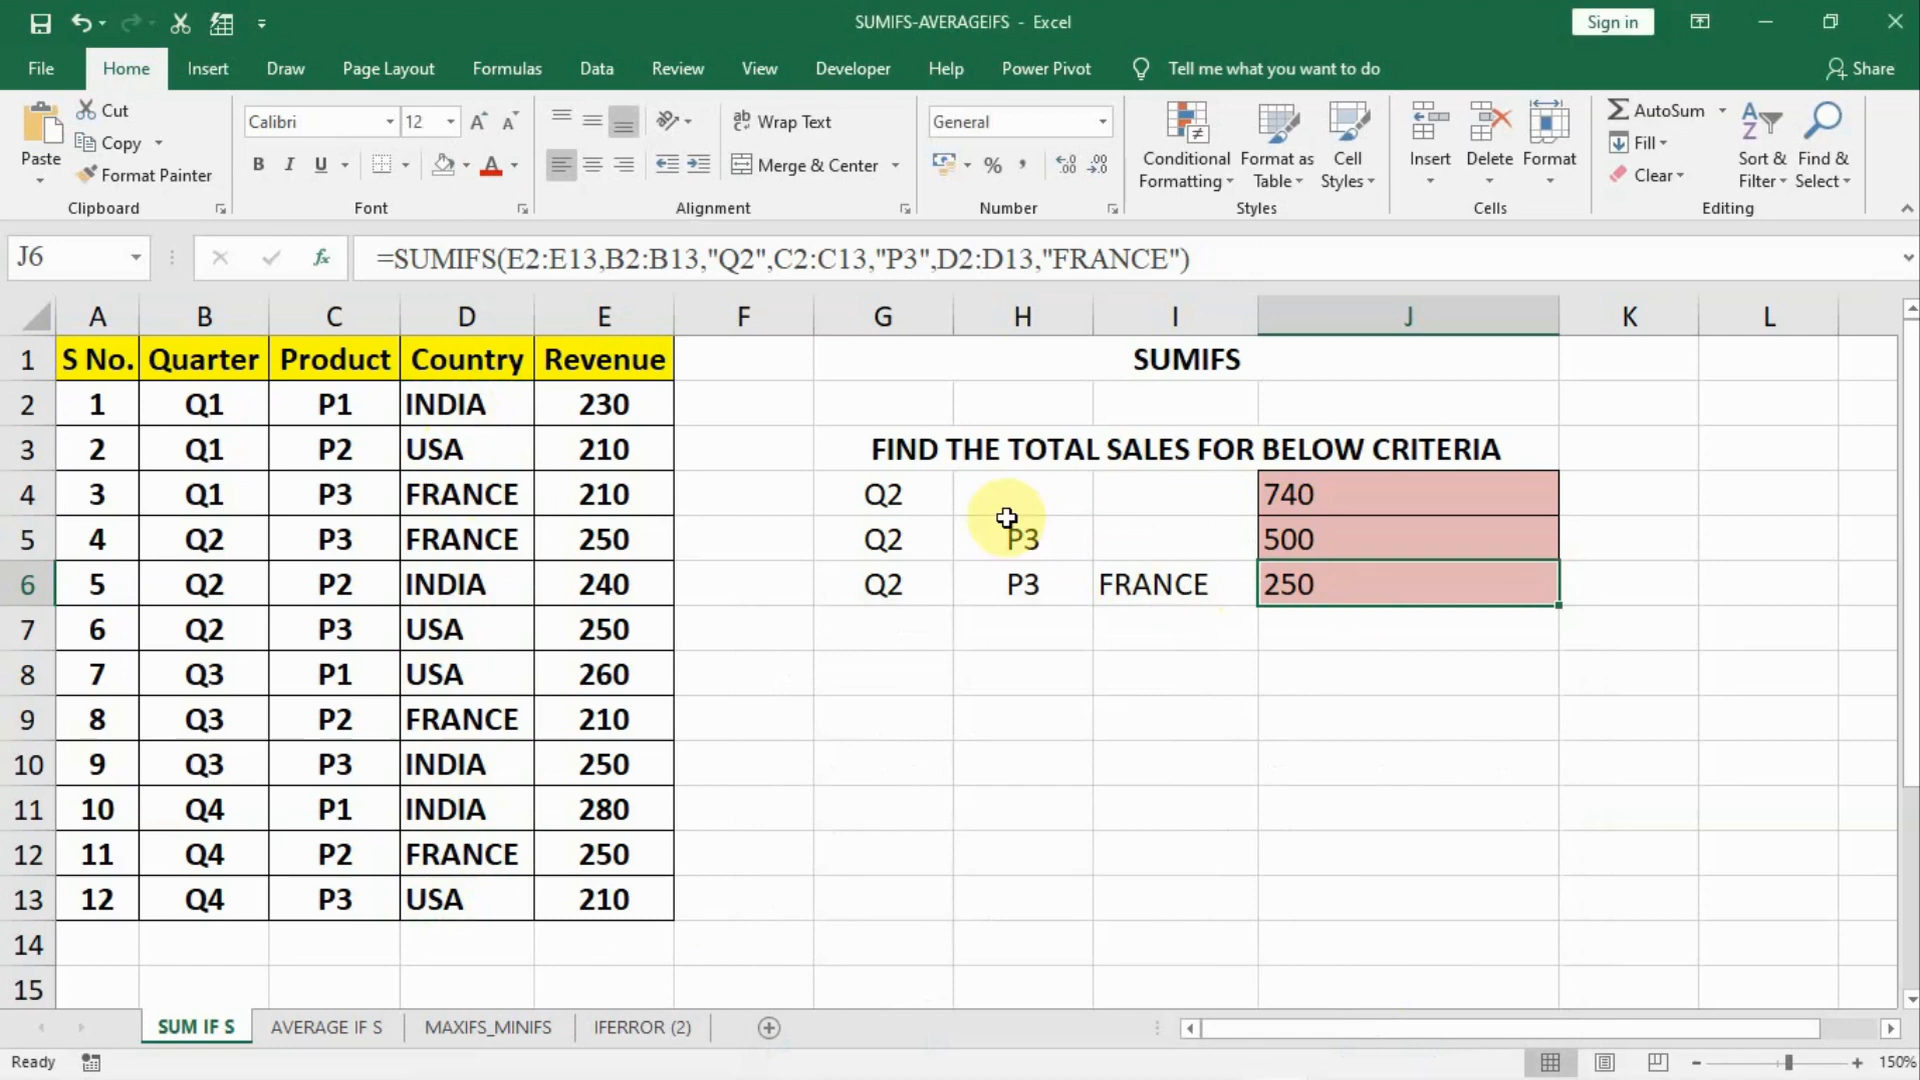 SUMIFS-AVERAGEIFS - Excel
Sign in
File Home Insert Draw Page Layout Formulas Data Review View Developer Help Power Pivot Tell me what you want to do Share
Paste
Cut
Copy
Format Painter
Clipboard
Calibri 12
B I U A
Font
ab Wrap Text
Merge & Center
Alignment
General
% , .00 .00
Number
Conditional Formatting
Format as Table
Cell Styles
Styles
Insert Delete Format
Cells
AutoSum
Fill
Clear
Sort & Filter
Find & Select
Editing
J6 fx =SUMIFS(E2:E13,B2:B13,"Q2",C2:C13,"P3",D2:D13,"FRANCE")
A B C D E F G H I J K L
1 S No. Quarter Product Country Revenue SUMIFS
2 1 Q1 P1 INDIA 230
3 2 Q1 P2 USA 210 FIND THE TOTAL SALES FOR BELOW CRITERIA
4 3 Q1 P3 FRANCE 210 Q2 740
5 4 Q2 P3 FRANCE 250 Q2 P3 500
6 5 Q2 P2 INDIA 240 Q2 P3 FRANCE 250
7 6 Q2 P3 USA 250
8 7 Q3 P1 USA 260
9 8 Q3 P2 FRANCE 210
10 9 Q3 P3 INDIA 250
11 10 Q4 P1 INDIA 280
12 11 Q4 P2 FRANCE 250
13 12 Q4 P3 USA 210
14
15
SUM IF S AVERAGE IF S MAXIFS_MINIFS IFERROR (2)
Ready 150%